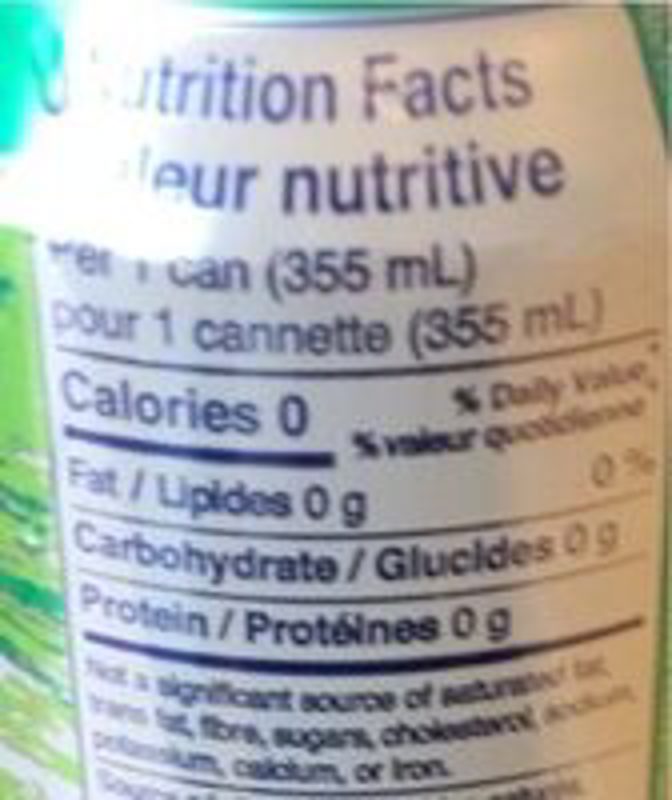 Nutrition Facts
Valeur nutritive
Per 1 can (355 mL)
pour 1 cannette (355 mL)
Calories 0
% Daily Value*
% valeur quotidienne*
Fat / Lipides 0 g 0 %
Carbohydrate / Glucides 0 g
Protein / Protéines 0 g
Not a significant source of saturated fat,
trans fat, fibre, sugars, cholesterol, sodium,
potassium, calcium, or iron.